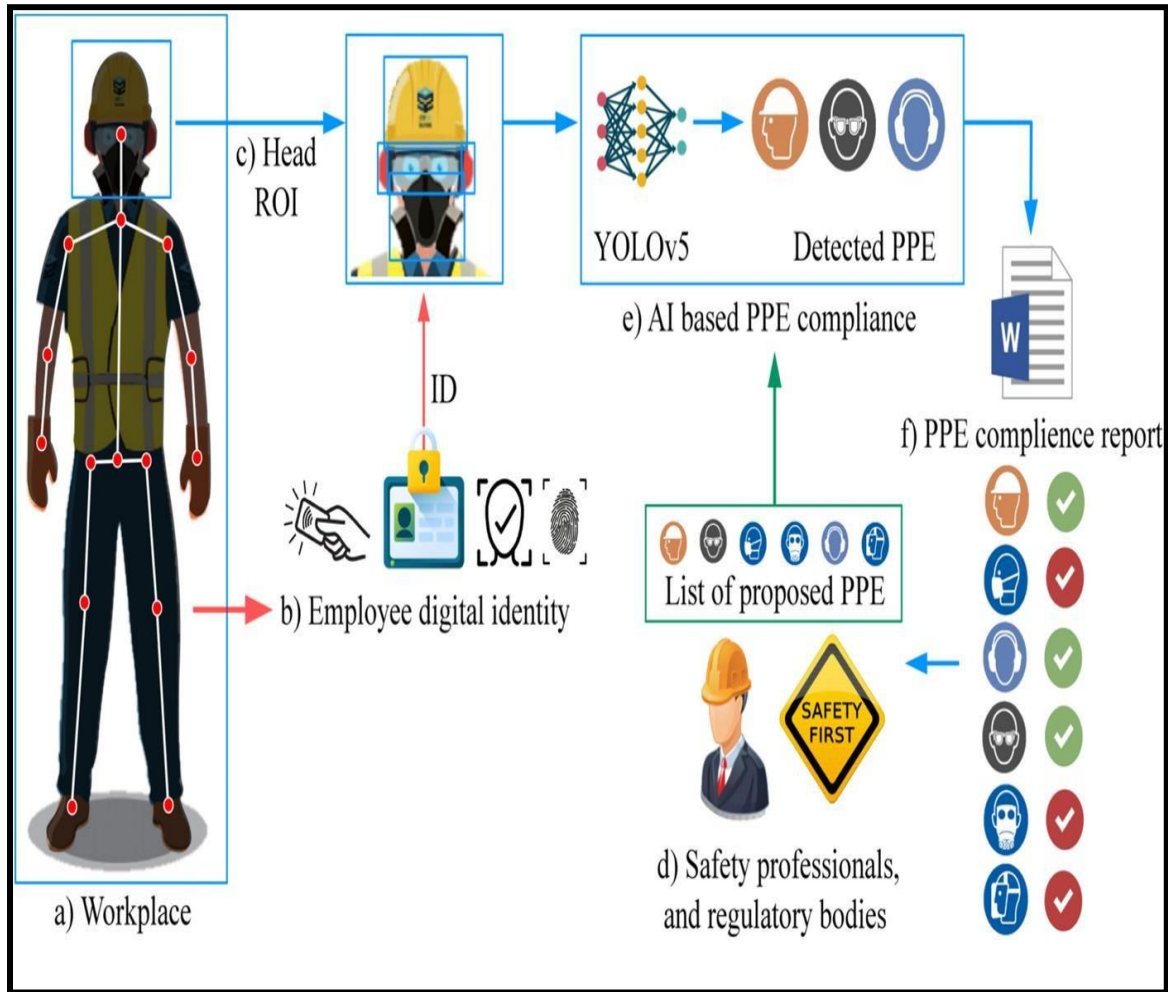 c) Head
ROI
YOLOv5
Detected PPE
e) AI based PPE compliance
W
ID
f) PPE complience report
List of proposed PPE
b) Employee digital identity
SAFETY
FIRST
d) Safety professionals,
and regulatory bodies
a) Workplace